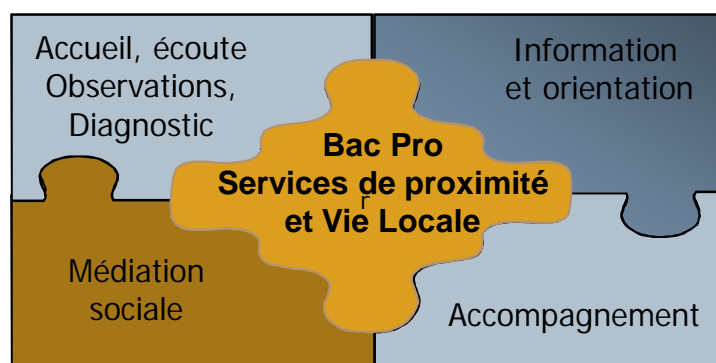 Accueil, écoute
Observations,
Diagnostic
Information
et orientation
Bac Pro
Services de proximité
r
et Vie Locale
Médiation
sociale
Accompagnement